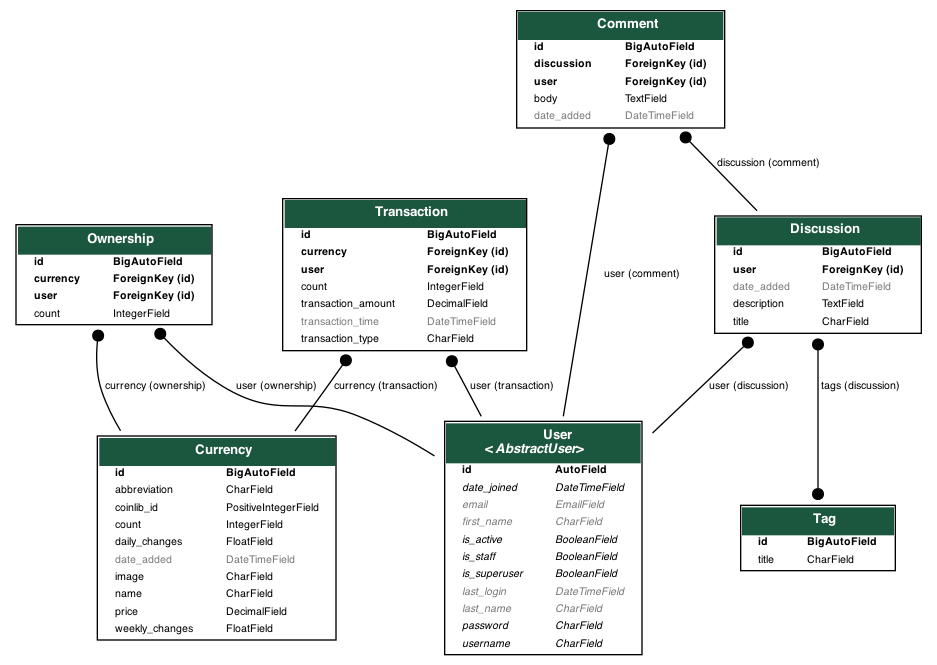 Comment
id BigAutoField
discussion ForeignKey (id)
user ForeignKey (id)
body TextField
date_added DateTimeField
discussion (comment)
Transaction
id BigAutoField
currency ForeignKey (id)
user ForeignKey (id)
count IntegerField
transaction_amount DecimalField
transaction_time DateTimeField
transaction_type CharField
Ownership
id BigAutoField
currency ForeignKey (id)
user ForeignKey (id)
count IntegerField
user (comment)
Discussion
id BigAutoField
user ForeignKey (id)
date_added DateTimeField
description TextField
title CharField
currency (ownership)
user (ownership)
currency (transaction)
user (transaction)
user (discussion)
tags (discussion)
Currency
id BigAutoField
abbreviation CharField
coinlib_id PositiveIntegerField
count IntegerField
daily_changes FloatField
date_added DateTimeField
image CharField
name CharField
price DecimalField
weekly_changes FloatField
User
<AbstractUser>
id AutoField
date_joined DateTimeField
email EmailField
first_name CharField
is_active BooleanField
is_staff BooleanField
is_superuser BooleanField
last_login DateTimeField
last_name CharField
password CharField
username CharField
Tag
id BigAutoField
title CharField